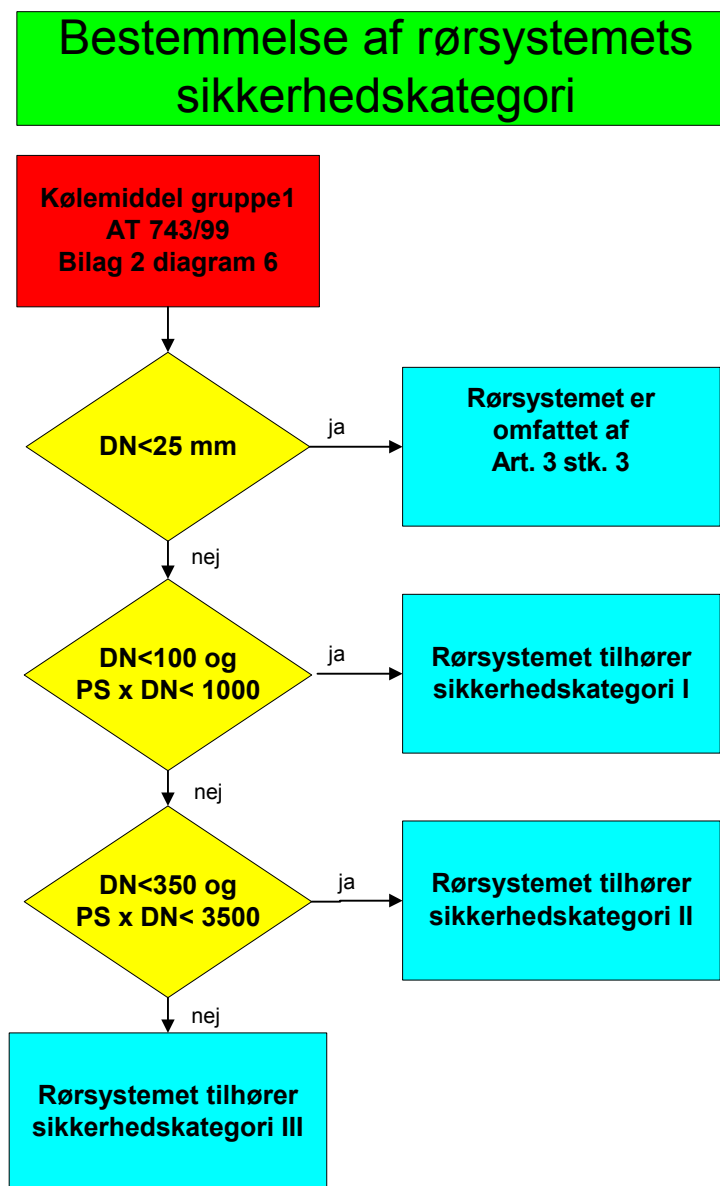 Bestemmelse af rørsystemets
sikkerhedskategori
Kølemiddel gruppe1
AT 743/99
Bilag 2 diagram 6
DN<25 mm
ja
Rørsystemet er
omfattet af
Art. 3 stk. 3
nej
DN<100 og
PS x DN< 1000
ja
Rørsystemet tilhører
sikkerhedskategori I
nej
DN<350 og
PS x DN< 3500
ja
Rørsystemet tilhører
sikkerhedskategori II
nej
Rørsystemet tilhører
sikkerhedskategori III